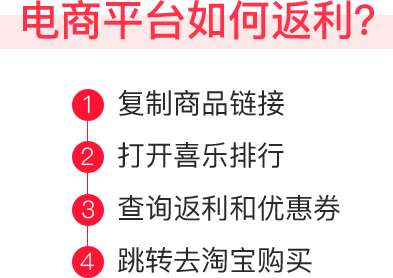 电商平台如何返利?
1 复制商品链接
2 打开喜乐排行
3 查询返利和优惠券
4 跳转去淘宝购买